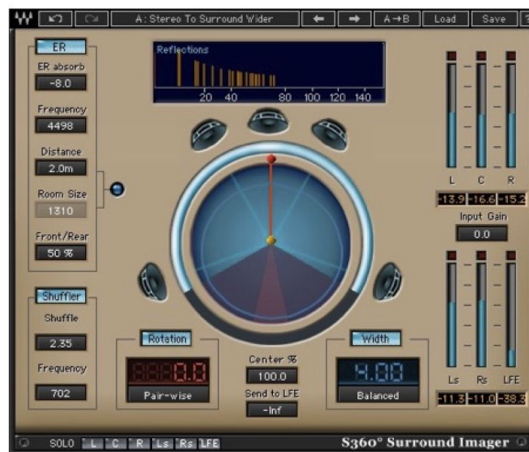 A: Stereo To Surround Wider
A→B
Load
Save
ER
ER absorb
-8.0
Frequency
4498
Distance
2.0m
Room Size
1310
Front/Rear
50 %
Reflections
20 40 80 100 120 140
L C R
-13.9 -16.6 -15.2
Input Gain
0.0
Shuffler
Shuffle
2.35
Frequency
702
Rotation
0.0
Pair-wise
Center %
100.0
Send to LFE
-Inf
Width
4.00
Balanced
Ls Rs LFE
-11.3 -11.0 -38.3
SOLO L C R Ls Rs LFE
S360° Surround Imager